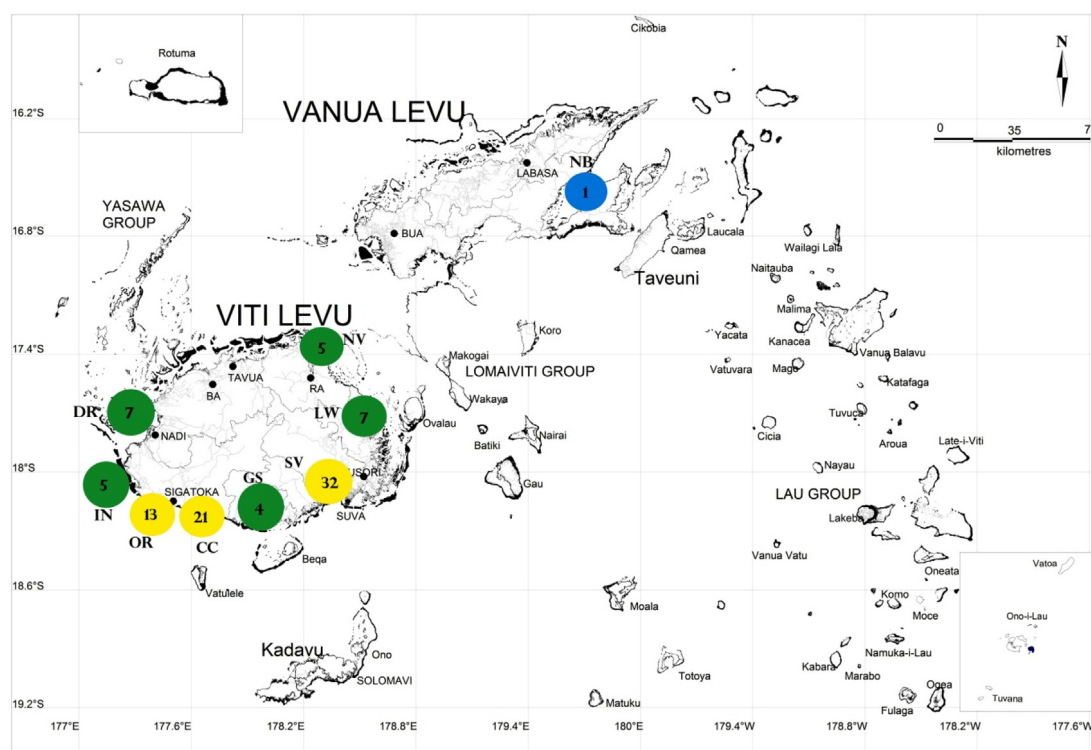 Rotuma
Cikobia
N
16.2°S
VANUA LEVU
0 35 7
kilometres
NB
LABASA
1
YASAWA
GROUP
BUA
16.8°S
Laucala
Qamea
Wailagi Lala
Taveuni
Naitauba
Malima
VITI LEVU
Koro
Yacata
Kanacea
5
NV
17.4°S
Makogai
Vanua Balavu
TAVUA
LOMAIVITI GROUP
Vatuvara
Mago
RA
BA
Katafaga
Wakaya
DR
7
LW
7
Ovalau
Tuvuca
NADI
Batiki
Nairai
Cicia
Aroua
Late-i-Viti
SV
18°S
USORI
Nayau
GS
32
5
Gau
LAU GROUP
SIGATOKA
IN
13
21
4
SUVA
Lakeba
OR
CC
Beqa
Vanua Vatu
Oneata
Vatulele
18.6°S
Vatoa
Moala
Komo
Moce
Ono-i-Lau
Namuka-i-Lau
Kadavu
Ono
Kabara
Marabo
SOLOMAVI
Totoya
Ogea
Tuvana
Matuku
Fulaga
19.2°S
177°E 177.6°E 178.2°E 178.8°E 179.4°E 180°E 179.4°W 178.8°W 178.2°W 177.6°W